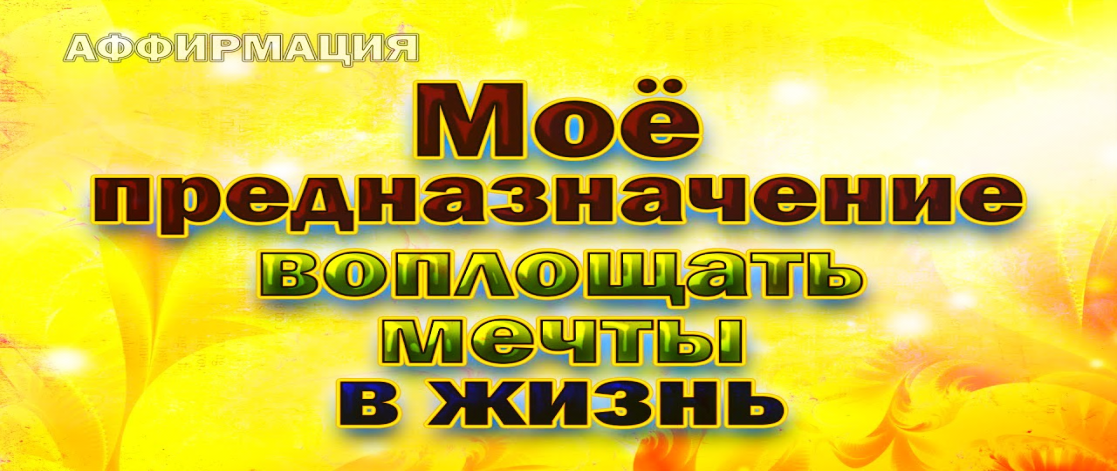 АФФИРМАЦИЯ
Моё
предназначение
воплощать
мечты
в жизнь